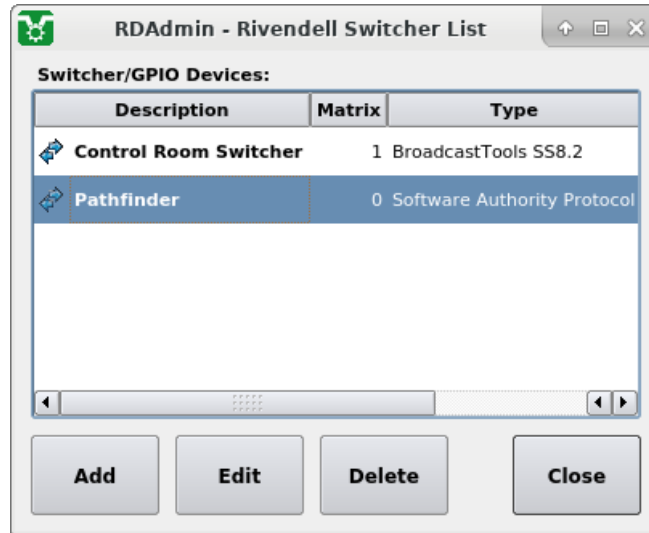 RDAdmin - Rivendell Switcher List
Switcher/GPIO Devices:
Description Matrix Type
Control Room Switcher 1 BroadcastTools SS8.2
Pathfinder 0 Software Authority Protocol
Add Edit Delete Close